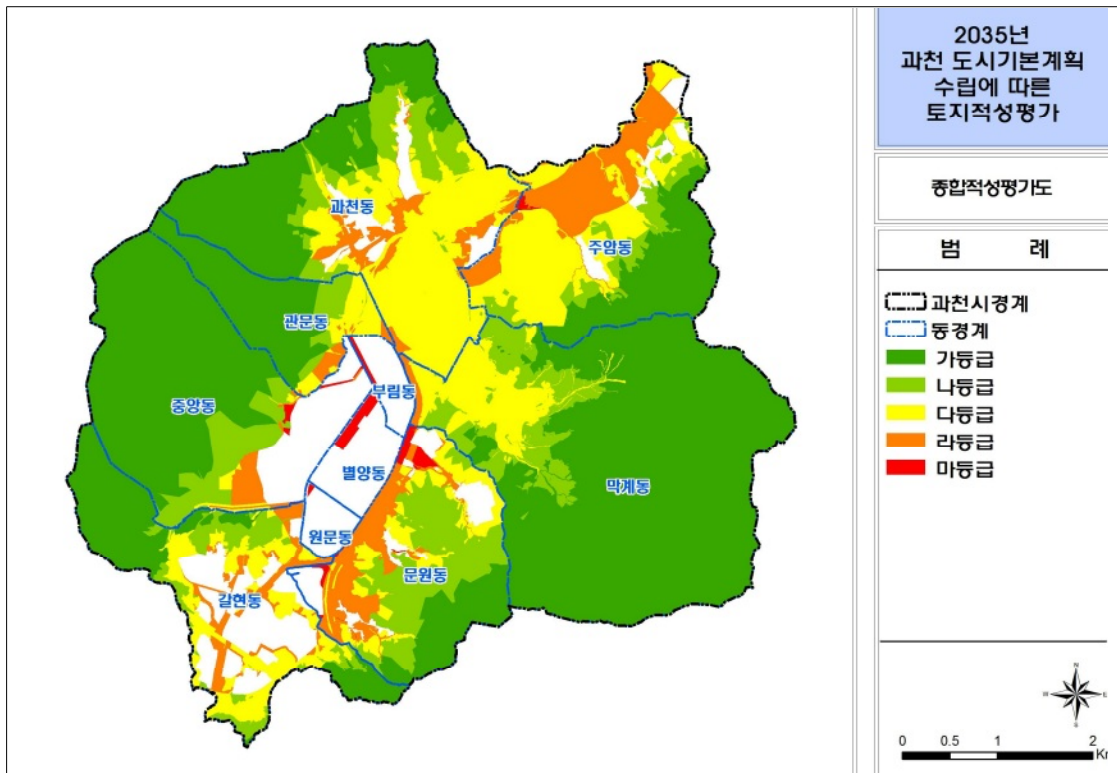 2035년
과천 도시기본계획
수립에 따른
토지적성평가
종합적성평가도
범 례
과천시경계
동경계
가등급
나등급
다등급
라등급
마등급
과천동
주암동
관문동
부림동
중앙동
별양동
막계동
원문동
문원동
갈현동
N
W E
S
0 0.5 1 2
Km